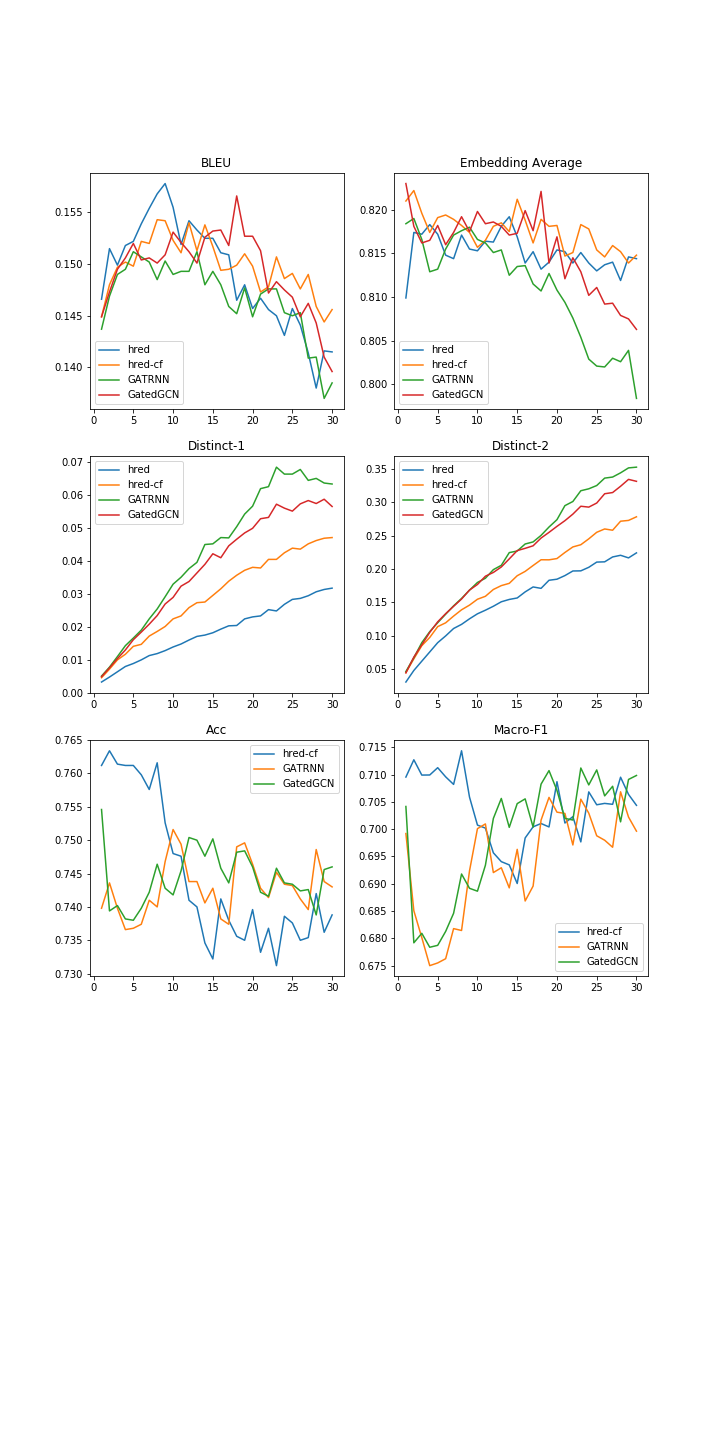 BLEU
0.155
0.150
0.145
0.140
hred
hred-cf
GATRNN
GatedGCN
0 5 10 15 20 25 30
Embedding Average
0.820
0.815
0.810
0.805
0.800
hred
hred-cf
GATRNN
GatedGCN
0 5 10 15 20 25 30
Distinct-1
0.07
0.06
0.05
0.04
0.03
0.02
0.01
0.00
hred
hred-cf
GATRNN
GatedGCN
0 5 10 15 20 25 30
Distinct-2
0.35
0.30
0.25
0.20
0.15
0.10
0.05
hred
hred-cf
GATRNN
GatedGCN
0 5 10 15 20 25 30
Acc
0.765
0.760
0.755
0.750
0.745
0.740
0.735
0.730
hred-cf
GATRNN
GatedGCN
0 5 10 15 20 25 30
Macro-F1
0.715
0.710
0.705
0.700
0.695
0.690
0.685
0.680
0.675
hred-cf
GATRNN
GatedGCN
0 5 10 15 20 25 30